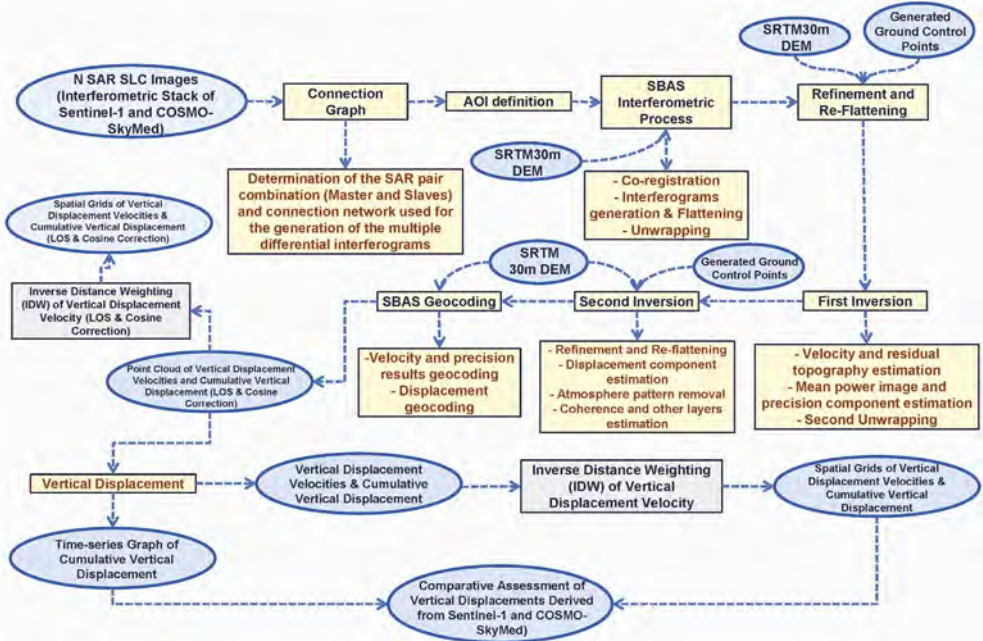 SRTM30m
DEM
Generated
Ground Control
Points
N SAR SLC Images
(Interferometric Stack of
Sentinel-1 and COSMO-
SkyMed)
Connection
Graph
AOI definition
SBAS
Interferometric
Process
Refinement and
Re-Flattening
SRTM30m
DEM
Determination of the SAR pair
combination (Master and Slaves)
and connection network used for
the generation of the multiple
differential interferograms
- Co-registration
- Interferograms
generation & Flattening
- Unwrapping
Spatial Grids of Vertical
Displacement Velocities &
Cumulative Vertical Displacement
(LOS & Cosine Correction)
SRTM
30m DEM
Generated Ground
Control Points
Inverse Distance Weighting
(IDW) of Vertical Displacement
Velocity (LOS & Cosine
Correction)
SBAS Geocoding
Second Inversion
First Inversion
-Velocity and precision
results geocoding
- Displacement
geocoding
- Refinement and Re-flattening
- Displacement component
estimation
- Atmosphere pattern removal
- Coherence and other layers
estimation
- Velocity and residual
topography estimation
- Mean power image and
precision component estimation
- Second Unwrapping
Point Cloud of Vertical Displacement
Velocities and Cumulative Vertical
Displacement (LOS & Cosine Correction)
Vertical Displacement
Vertical Displacement
Velocities & Cumulative
Vertical Displacement
Inverse Distance Weighting
(IDW) of Vertical
Displacement Velocity
Spatial Grids of Vertical
Displacement Velocities &
Cumulative Vertical
Displacement
Time-series Graph of
Cumulative Vertical
Displacement
Comparative Assessment of
Vertical Displacements Derived
from Sentinel-1 and COSMO-
SkyMed)